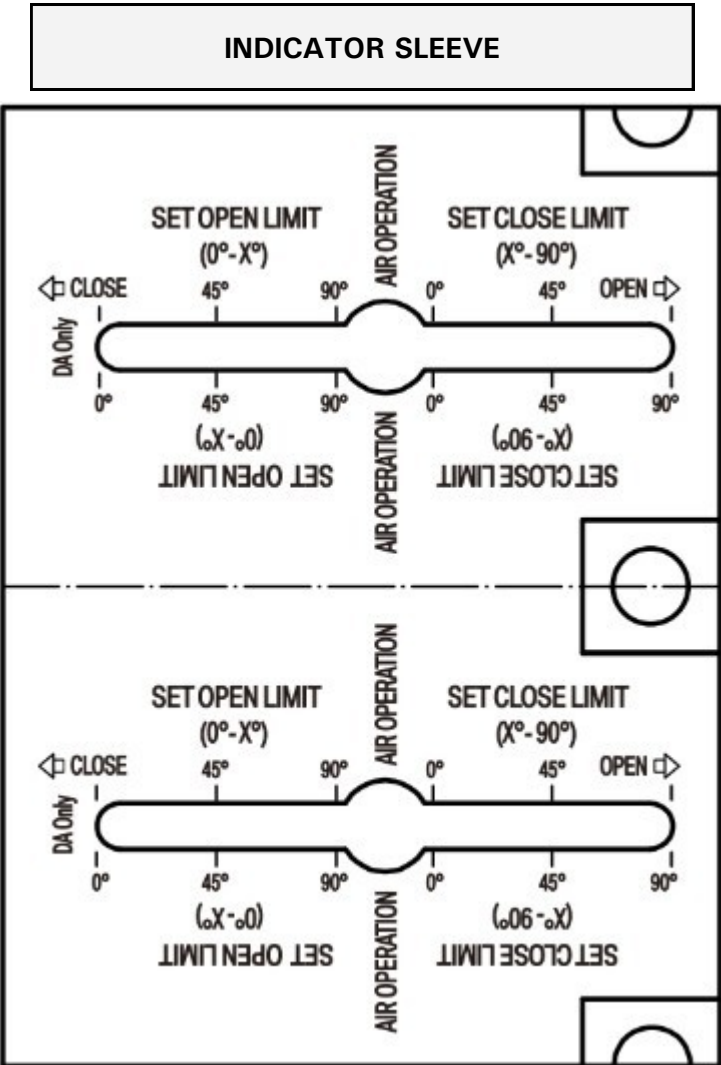 INDICATOR SLEEVE
AIR OPERATION
SET OPEN LIMIT
(0°-X°)
SET CLOSE LIMIT
(X°-90°)
CLOSE 45° 90° 0° 45° OPEN
DA Only
0° 45° 90° 0° 45° 90°
(0°-X°)
SET OPEN LIMIT
AIR OPERATION
(X°-90°)
SET CLOSE LIMIT
AIR OPERATION
SET OPEN LIMIT
(0°-X°)
SET CLOSE LIMIT
(X°-90°)
CLOSE 45° 90° 0° 45° OPEN
DA Only
0° 45° 90° 0° 45° 90°
(0°-X°)
SET OPEN LIMIT
AIR OPERATION
(X°-90°)
SET CLOSE LIMIT